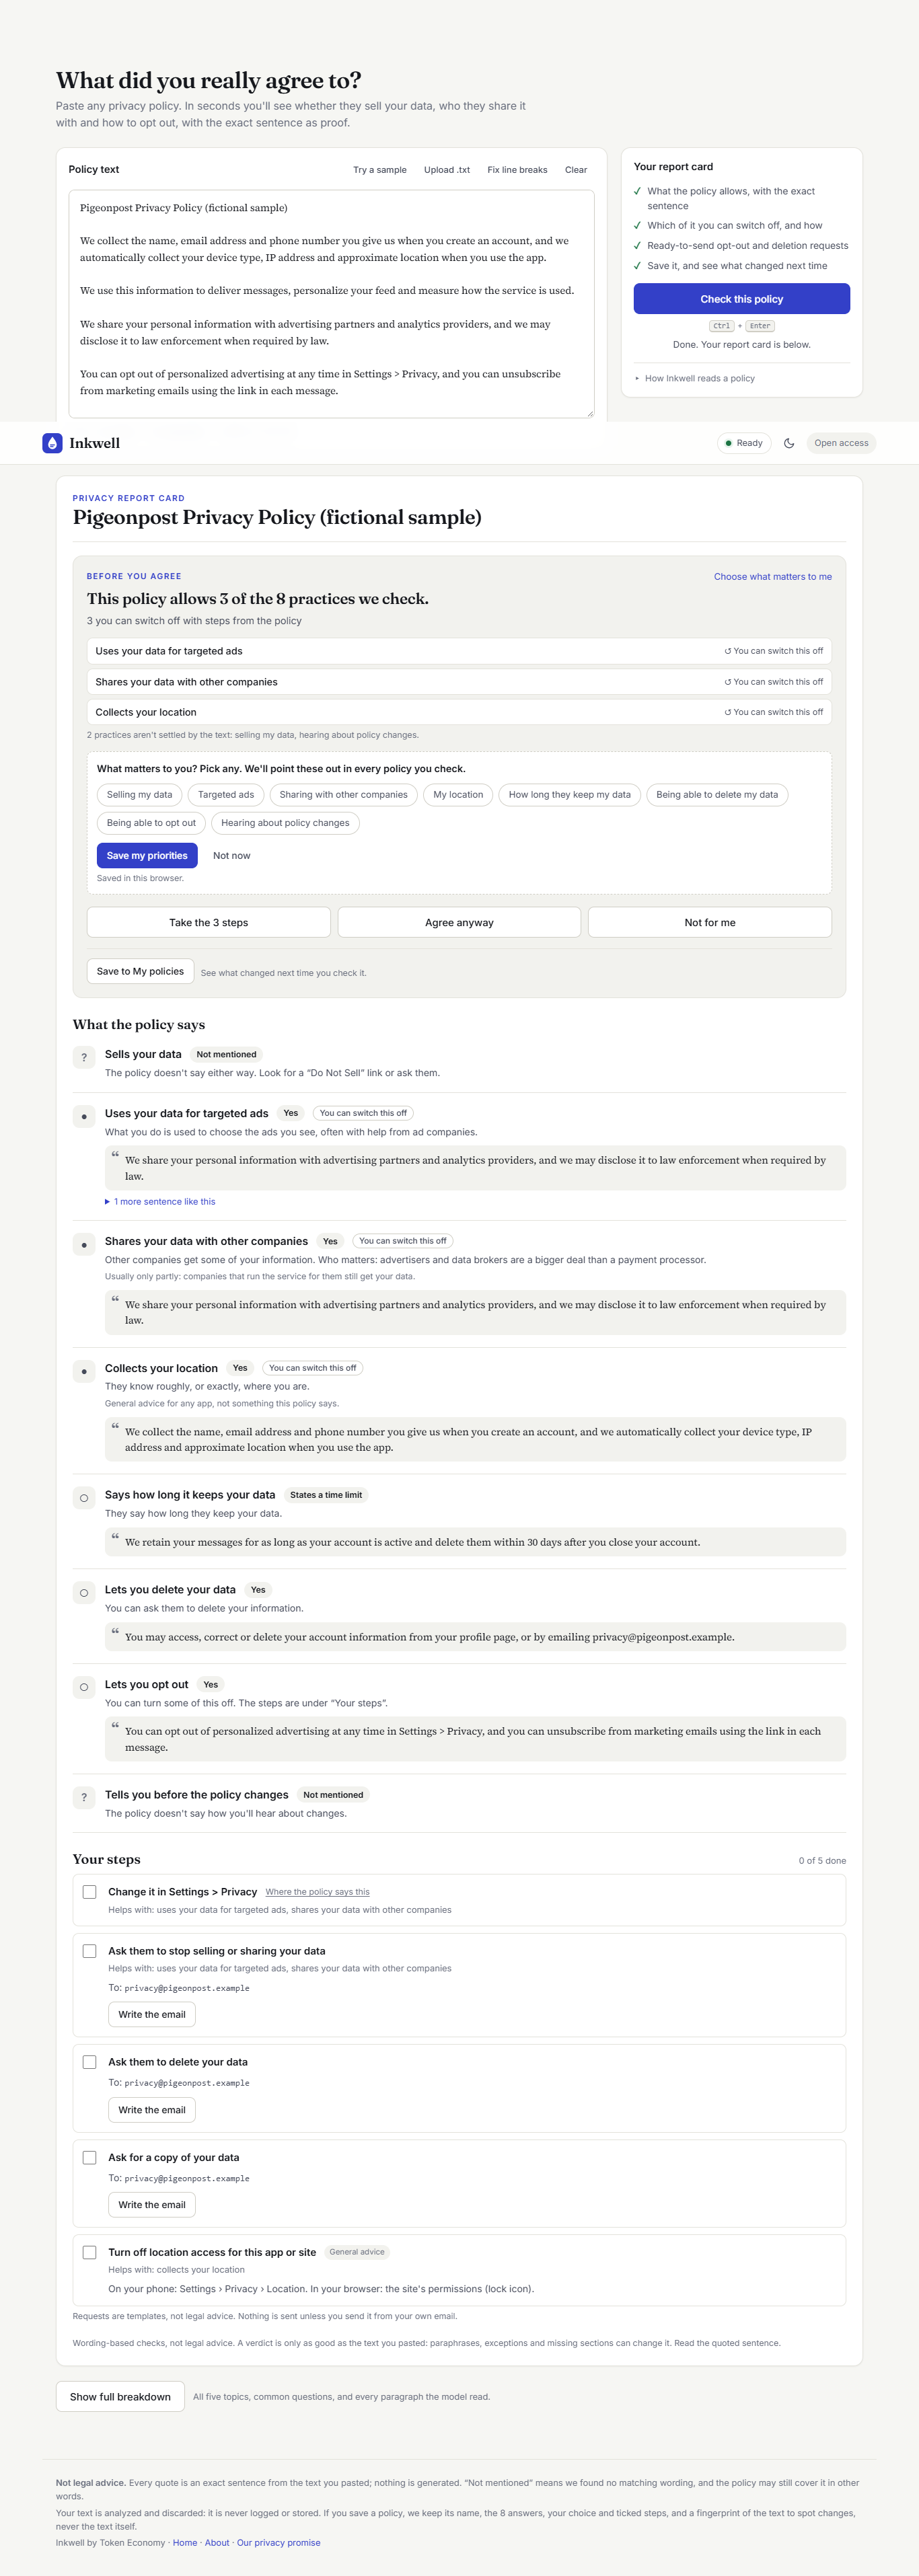 What did you really agree to?
Paste any privacy policy. In seconds you'll see whether they sell your data, who they share it
with and how to opt out, with the exact sentence as proof.
Policy text
Try a sample
Upload .txt
Fix line breaks
Clear
Pigeonpost Privacy Policy (fictional sample)
We collect the name, email address and phone number you give us when you create an account, and we
automatically collect your device type, IP address and approximate location when you use the app.
We use this information to deliver messages, personalize your feed and measure how the service is used.
We share your personal information with advertising partners and analytics providers, and we may
disclose it to law enforcement when required by law.
You can opt out of personalized advertising at any time in Settings > Privacy, and you can unsubscribe
from marketing emails using the link in each message.
Your report card
✓ What the policy allows, with the exact
sentence
✓ Which of it you can switch off, and how
✓ Ready-to-send opt-out and deletion requests
✓ Save it, and see what changed next time
Check this policy
Ctrl + Enter
Done. Your report card is below.
▸ How Inkwell reads a policy
Inkwell
Ready
Open access
PRIVACY REPORT CARD
Pigeonpost Privacy Policy (fictional sample)
BEFORE YOU AGREE
Choose what matters to me
This policy allows 3 of the 8 practices we check.
3 you can switch off with steps from the policy
Uses your data for targeted ads
↺ You can switch this off
Shares your data with other companies
↺ You can switch this off
Collects your location
↺ You can switch this off
2 practices aren't settled by the text: selling my data, hearing about policy changes.
What matters to you? Pick any. We'll point these out in every policy you check.
Selling my data
Targeted ads
Sharing with other companies
My location
How long they keep my data
Being able to delete my data
Being able to opt out
Hearing about policy changes
Save my priorities
Not now
Saved in this browser.
Take the 3 steps
Agree anyway
Not for me
Save to My policies
See what changed next time you check it.
What the policy says
? Sells your data Not mentioned
The policy doesn't say either way. Look for a “Do Not Sell” link or ask them.
Uses your data for targeted ads Yes You can switch this off
What you do is used to choose the ads you see, often with help from ad companies.
“ We share your personal information with advertising partners and analytics providers, and we may disclose it to law enforcement when required by
law.
▶ 1 more sentence like this
Shares your data with other companies Yes You can switch this off
Other companies get some of your information. Who matters: advertisers and data brokers are a bigger deal than a payment processor.
Usually only partly: companies that run the service for them still get your data.
“ We share your personal information with advertising partners and analytics providers, and we may disclose it to law enforcement when required by
law.
Collects your location Yes You can switch this off
They know roughly, or exactly, where you are.
General advice for any app, not something this policy says.
“ We collect the name, email address and phone number you give us when you create an account, and we automatically collect your device type, IP
address and approximate location when you use the app.
Says how long it keeps your data States a time limit
They say how long they keep your data.
“ We retain your messages for as long as your account is active and delete them within 30 days after you close your account.
Lets you delete your data Yes
You can ask them to delete your information.
“ You may access, correct or delete your account information from your profile page, or by emailing privacy@pigeonpost.example.
Lets you opt out Yes
You can turn some of this off. The steps are under “Your steps”.
“ You can opt out of personalized advertising at any time in Settings > Privacy, and you can unsubscribe from marketing emails using the link in each
message.
? Tells you before the policy changes Not mentioned
The policy doesn't say how you'll hear about changes.
Your steps
0 of 5 done
Change it in Settings > Privacy Where the policy says this
Helps with: uses your data for targeted ads, shares your data with other companies
Ask them to stop selling or sharing your data
Helps with: uses your data for targeted ads, shares your data with other companies
To: privacy@pigeonpost.example
Write the email
Ask them to delete your data
To: privacy@pigeonpost.example
Write the email
Ask for a copy of your data
To: privacy@pigeonpost.example
Write the email
Turn off location access for this app or site General advice
Helps with: collects your location
On your phone: Settings › Privacy › Location. In your browser: the site's permissions (lock icon).
Requests are templates, not legal advice. Nothing is sent unless you send it from your own email.
Wording-based checks, not legal advice. A verdict is only as good as the text you pasted: paraphrases, exceptions and missing sections can change it. Read the quoted sentence.
Show full breakdown
All five topics, common questions, and every paragraph the model read.
Not legal advice. Every quote is an exact sentence from the text you pasted; nothing is generated. “Not mentioned” means we found no matching wording, and the policy may still cover it in other
words.
Your text is analyzed and discarded: it is never logged or stored. If you save a policy, we keep its name, the 8 answers, your choice and ticked steps, and a fingerprint of the text to spot changes,
never the text itself.
Inkwell by Token Economy · Home · About · Our privacy promise